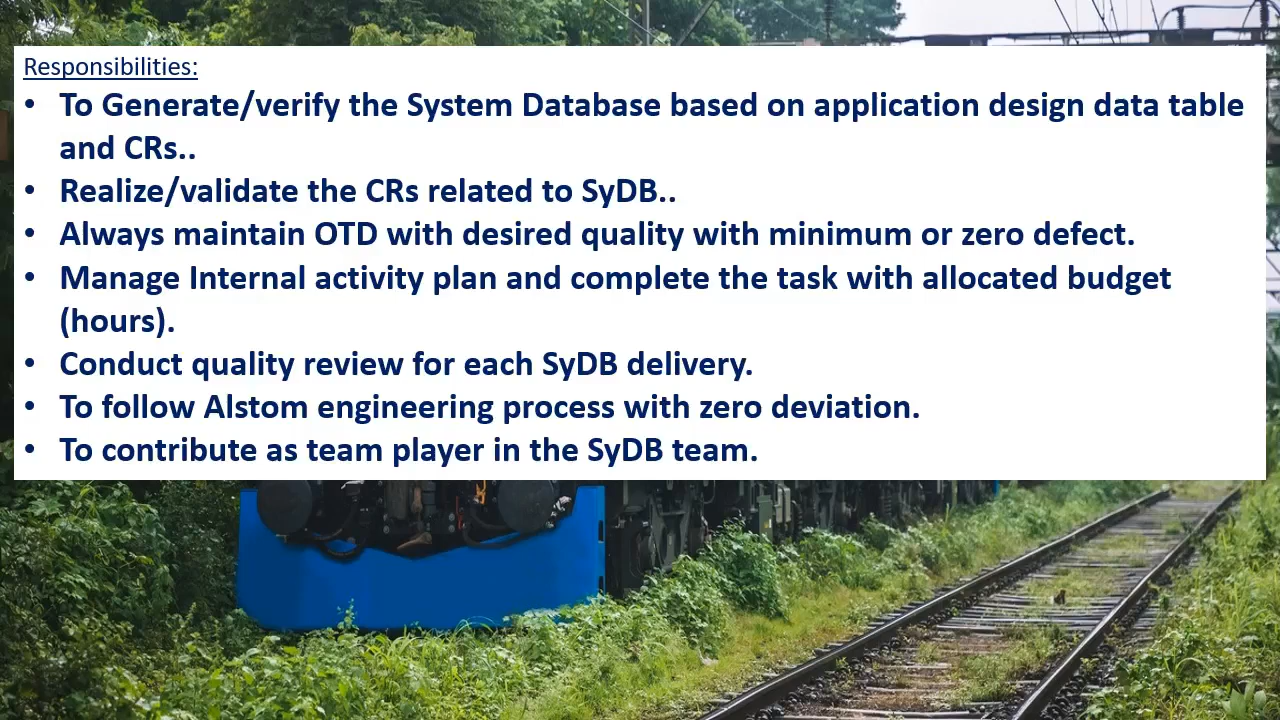 Responsibilities:
• To Generate/verify the System Database based on application design data table
and CRs..
• Realize/validate the CRs related to SyDB..
• Always maintain OTD with desired quality with minimum or zero defect.
• Manage Internal activity plan and complete the task with allocated budget
(hours).
• Conduct quality review for each SyDB delivery.
• To follow Alstom engineering process with zero deviation.
• To contribute as team player in the SyDB team.